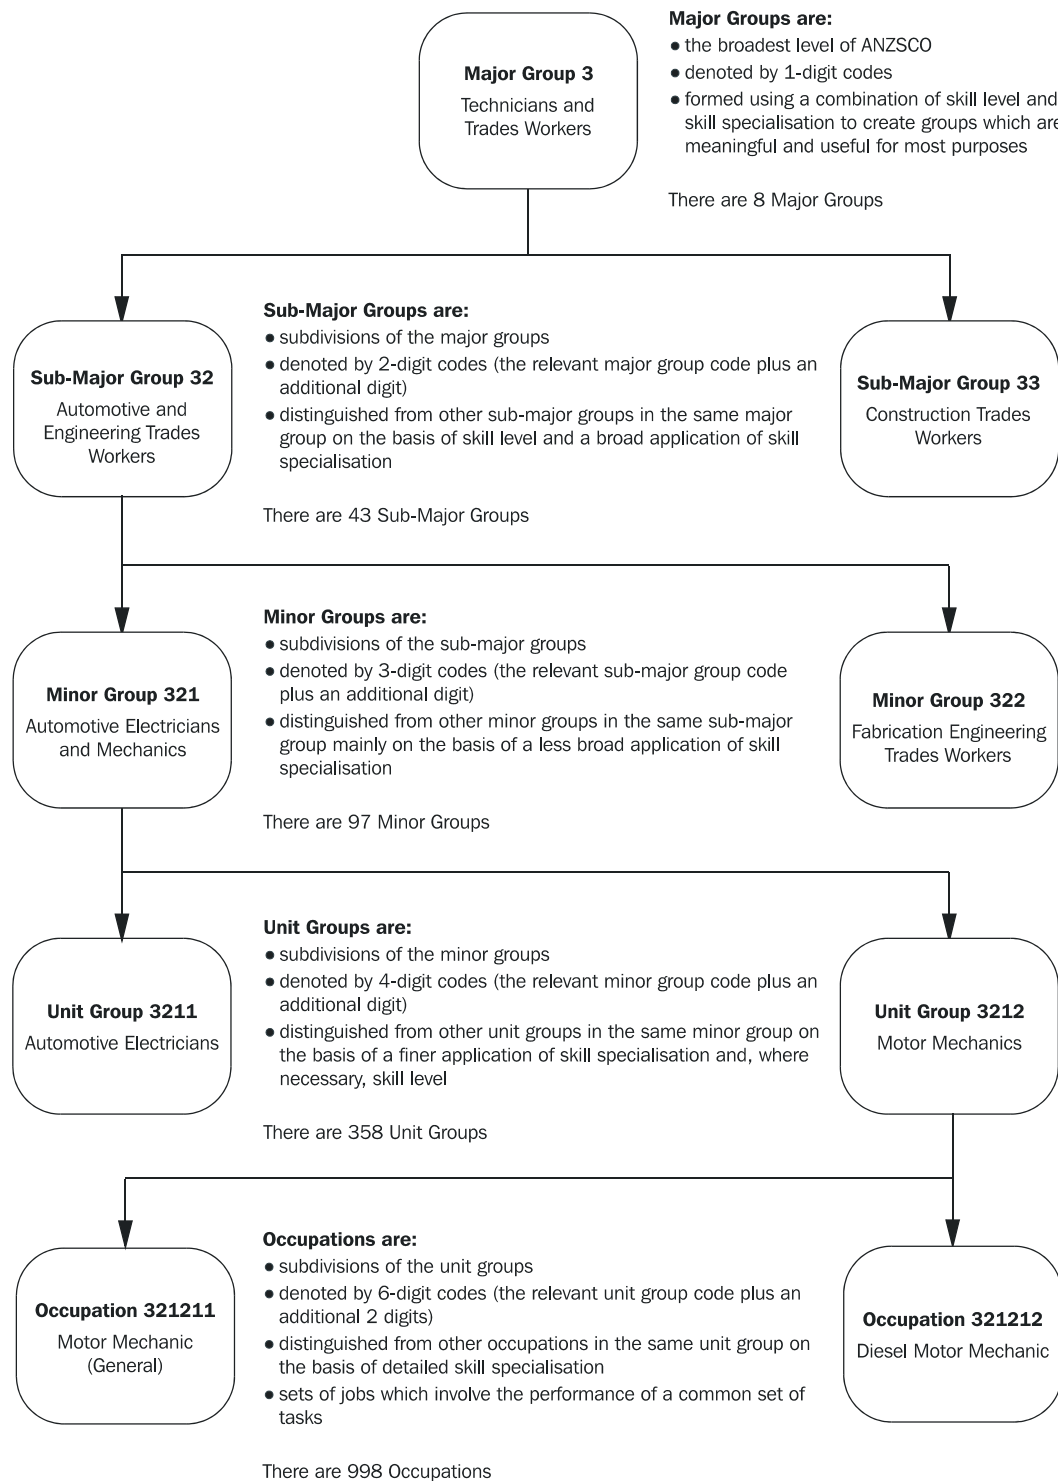 Major Group 3
Technicians and
Trades Workers
Major Groups are:
• the broadest level of ANZSCO
• denoted by 1-digit codes
• formed using a combination of skill level and
skill specialisation to create groups which are
meaningful and useful for most purposes
There are 8 Major Groups
Sub-Major Group 32
Automotive and
Engineering Trades
Workers
Sub-Major Groups are:
• subdivisions of the major groups
• denoted by 2-digit codes (the relevant major group code plus an
additional digit)
• distinguished from other sub-major groups in the same major
group on the basis of skill level and a broad application of skill
specialisation
There are 43 Sub-Major Groups
Sub-Major Group 33
Construction Trades
Workers
Minor Group 321
Automotive Electricians
and Mechanics
Minor Groups are:
• subdivisions of the sub-major groups
• denoted by 3-digit codes (the relevant sub-major group code
plus an additional digit)
• distinguished from other minor groups in the same sub-major
group mainly on the basis of a less broad application of skill
specialisation
There are 97 Minor Groups
Minor Group 322
Fabrication Engineering
Trades Workers
Unit Group 3211
Automotive Electricians
Unit Groups are:
• subdivisions of the minor groups
• denoted by 4-digit codes (the relevant minor group code plus an
additional digit)
• distinguished from other unit groups in the same minor group on
the basis of a finer application of skill specialisation and, where
necessary, skill level
There are 358 Unit Groups
Unit Group 3212
Motor Mechanics
Occupation 321211
Motor Mechanic
(General)
Occupations are:
• subdivisions of the unit groups
• denoted by 6-digit codes (the relevant unit group code plus an
additional 2 digits)
• distinguished from other occupations in the same unit group on
the basis of detailed skill specialisation
• sets of jobs which involve the performance of a common set of
tasks
There are 998 Occupations
Occupation 321212
Diesel Motor Mechanic